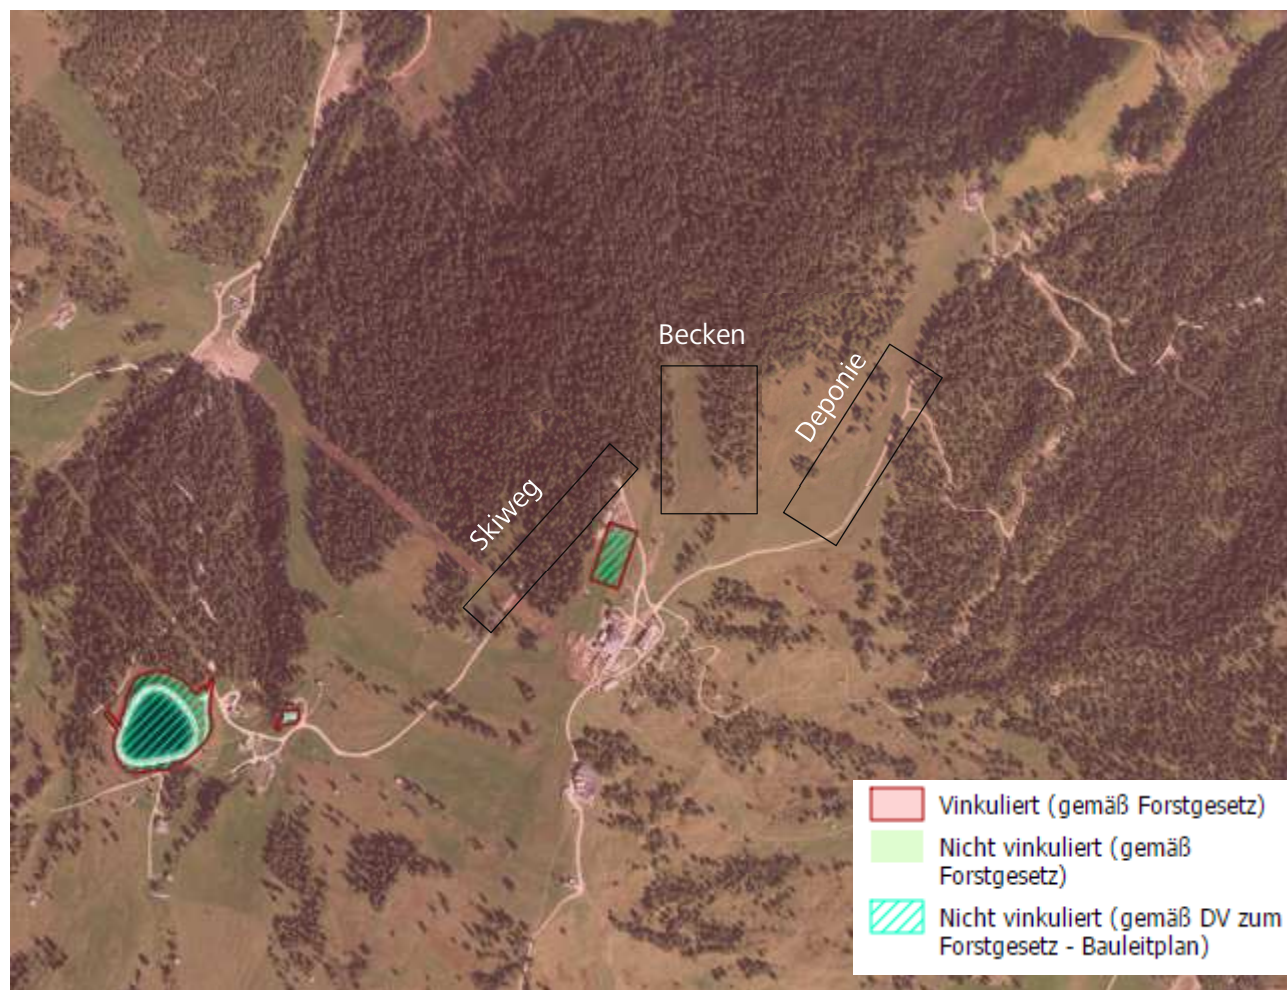 Becken
Deponie
Skiweg
Vinkuliert (gemäß Forstgesetz)
Nicht vinkuliert (gemäß
Forstgesetz)
Nicht vinkuliert (gemäß DV zum
Forstgesetz - Bauleitplan)